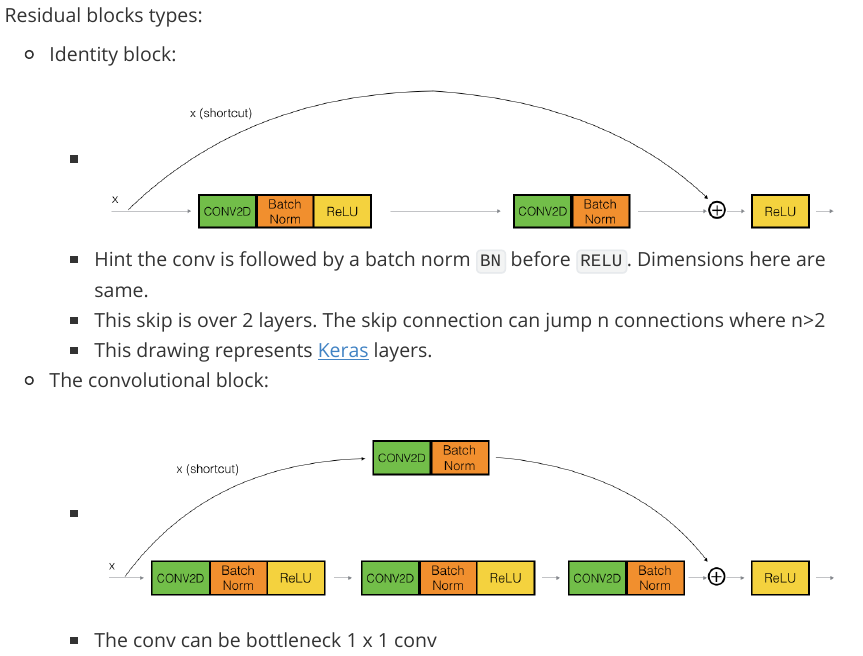 Residual blocks types:
Identity block:
x (shortcut)
x
CONV2D Batch Norm ReLU CONV2D Batch Norm + ReLU
Hint the conv is followed by a batch norm BN before RELU. Dimensions here are
same.
This skip is over 2 layers. The skip connection can jump n connections where n>2
This drawing represents Keras layers.
The convolutional block:
CONV2D Batch Norm
x (shortcut)
x
CONV2D Batch Norm ReLU CONV2D Batch Norm ReLU CONV2D Batch Norm + ReLU
The conv can be bottleneck 1 x 1 conv